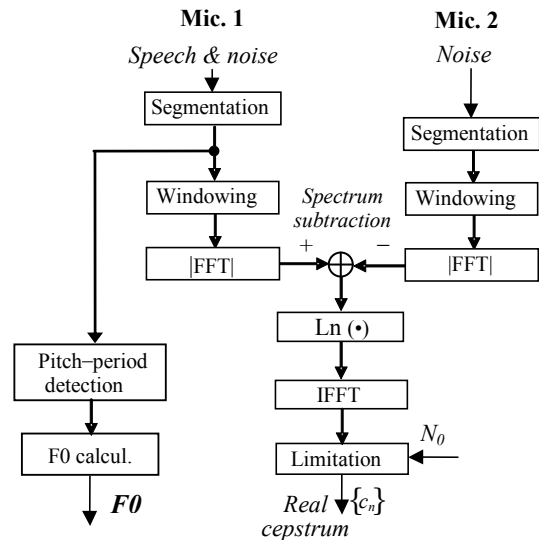 Mic. 1
Mic. 2
Speech & noise
Noise
Segmentation
Segmentation
Windowing
Spectrum
subtraction
Windowing
+
−
|FFT|
|FFT|
Ln (•)
Pitch–period
detection
IFFT
F0 calcul.
Limitation
N0
F0
Real
cepstrum
{cn}